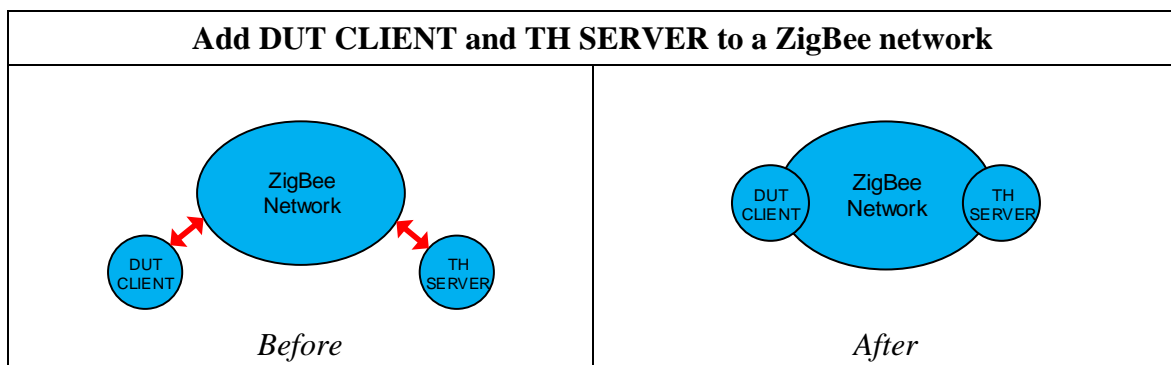 Add DUT CLIENT and TH SERVER to a ZigBee network
ZigBee
Network
DUT
CLIENT
TH
SERVER
Before
DUT
CLIENT
ZigBee
Network
TH
SERVER
After